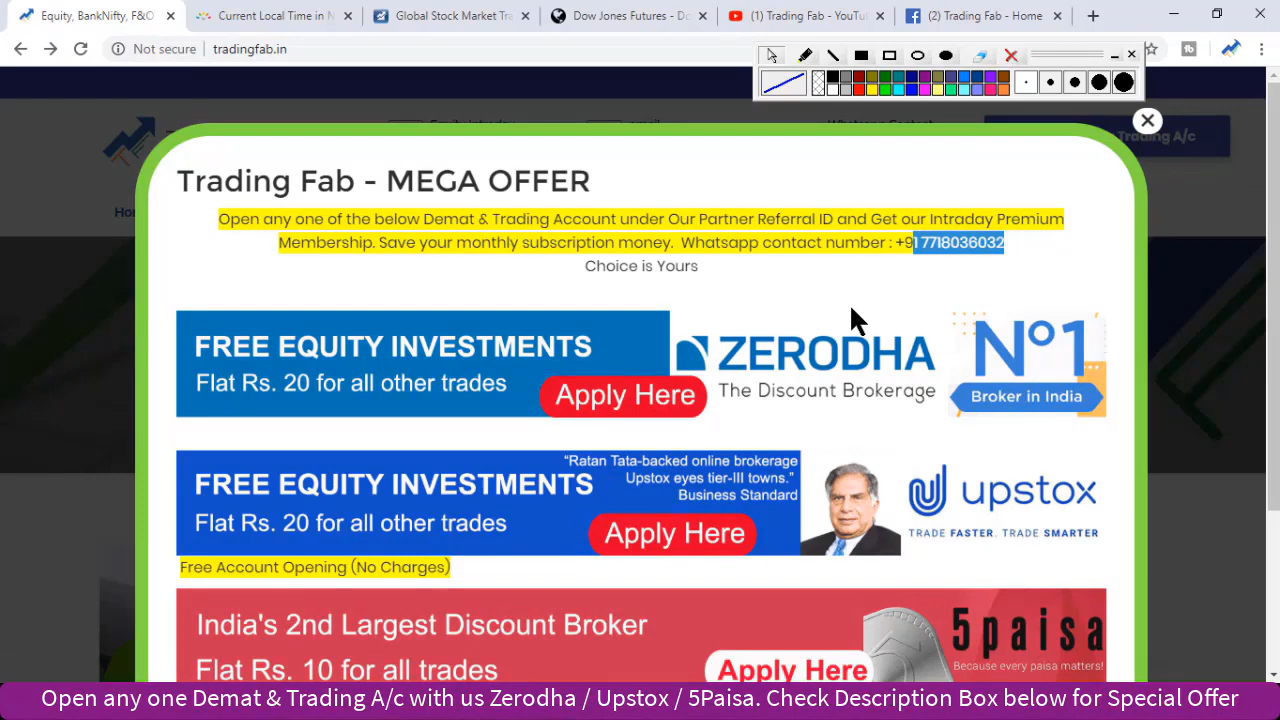 Equity, BankNifty, F&O
Current Local Time in N
Global Stock Market Tra
Dow Jones Futures - Do
(1) Trading Fab - YouTu
(2) Trading Fab - Home
Not secure
tradingfab.in
Trading A/c
Trading Fab - MEGA OFFER
Open any one of the below Demat & Trading Account under Our Partner Referral ID and Get our Intraday Premium
Membership. Save your monthly subscription money. Whatsapp contact number : +91 7718036032
Choice is Yours
FREE EQUITY INVESTMENTS
Flat Rs. 20 for all other trades
Apply Here
ZERODHA
The Discount Brokerage
Nº1
Broker in India
FREE EQUITY INVESTMENTS
Flat Rs. 20 for all other trades
"Ratan Tata-backed online brokerage
Upstox eyes tier-III towns."
Business Standard
Apply Here
upstox
TRADE FASTER. TRADE SMARTER
Free Account Opening (No Charges)
India's 2nd Largest Discount Broker
Flat Rs. 10 for all trades
Apply Here
5paisa
Because every paisa matters!
Open any one Demat & Trading A/c with us Zerodha / Upstox / 5Paisa. Check Description Box below for Special Offer